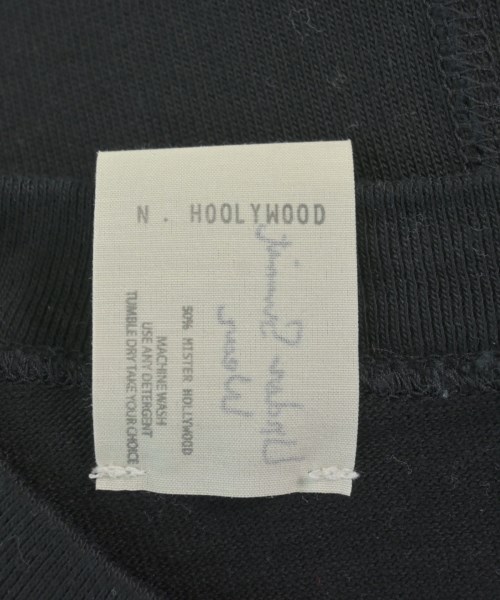 N. HOOLYWOOD
50% MISTER HOLLYWOOD
MACHINE WASH
USE ANY DETERGENT
TUMBLE DRY TAKE YOUR CHOICE